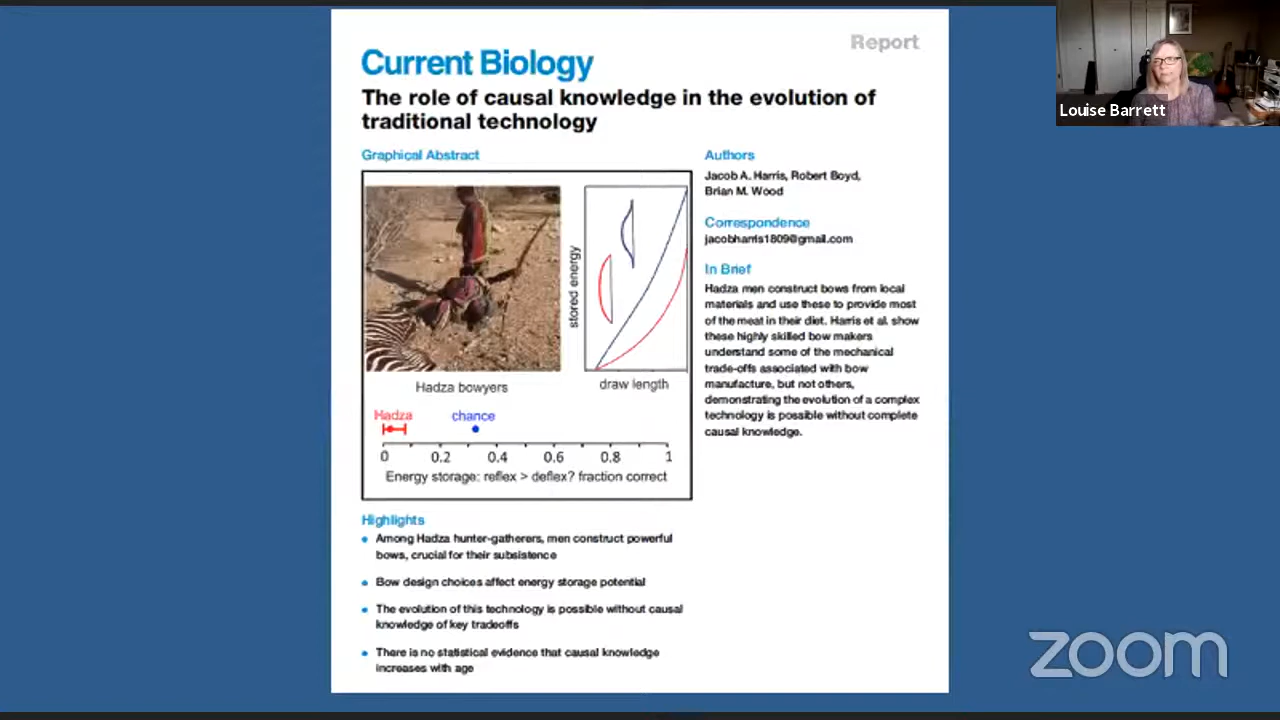 Report
Current Biology
The role of causal knowledge in the evolution of
traditional technology
Graphical Abstract
stored energy
Hadza bowyers
draw length
Hadza
chance
0 0.2 0.4 0.6 0.8 1
Energy storage: reflex > deflex? fraction correct
Authors
Jacob A. Harris, Robert Boyd,
Brian M. Wood
Correspondence
jacobharris1809@gmail.com
In Brief
Hadza men construct bows from local
materials and use these to provide most
of the meat in their diet. Harris et al. show
these highly skilled bow makers
understand some of the mechanical
trade-offs associated with bow
manufacture, but not others,
demonstrating the evolution of a complex
technology is possible without complete
causal knowledge.
Highlights
Among Hadza hunter-gatherers, men construct powerful
bows, crucial for their subsistence
Bow design choices affect energy storage potential
The evolution of this technology is possible without causal
knowledge of key tradeoffs
There is no statistical evidence that causal knowledge
increases with age
Louise Barrett
zoom